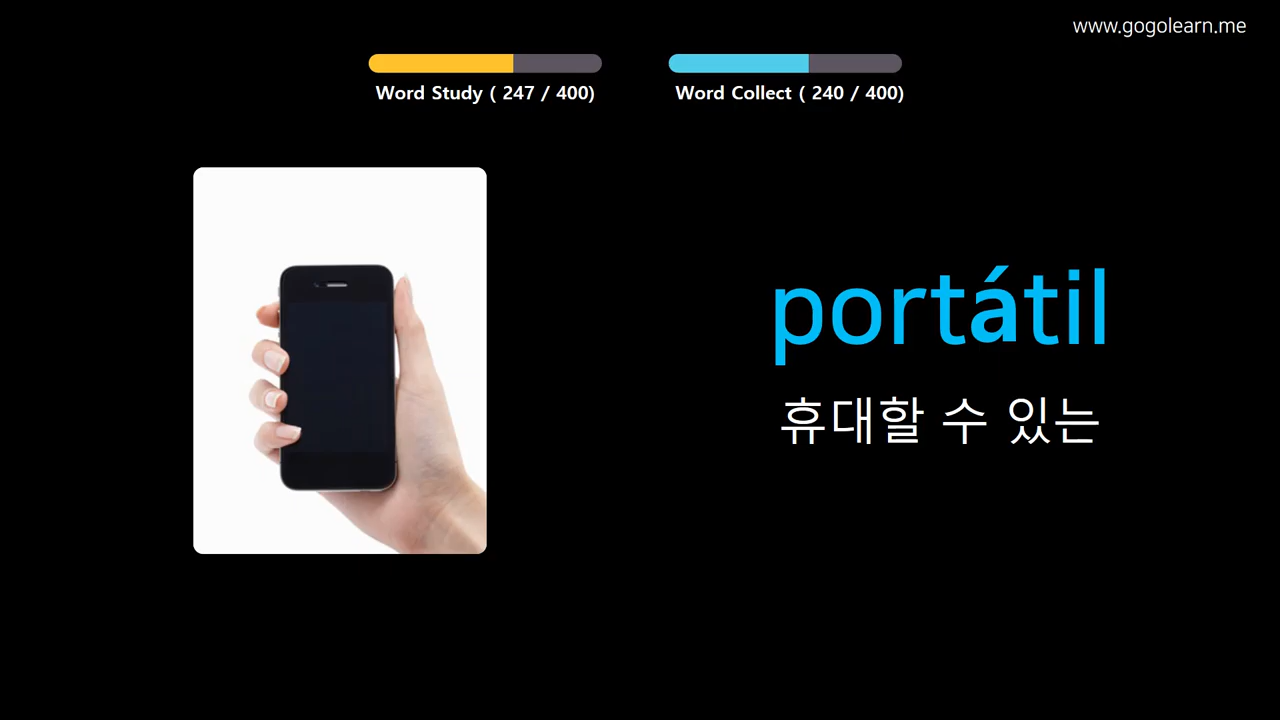 www.gogolearn.me
Word Study ( 247 / 400)
Word Collect ( 240 / 400)
portátil
휴대할 수 있는